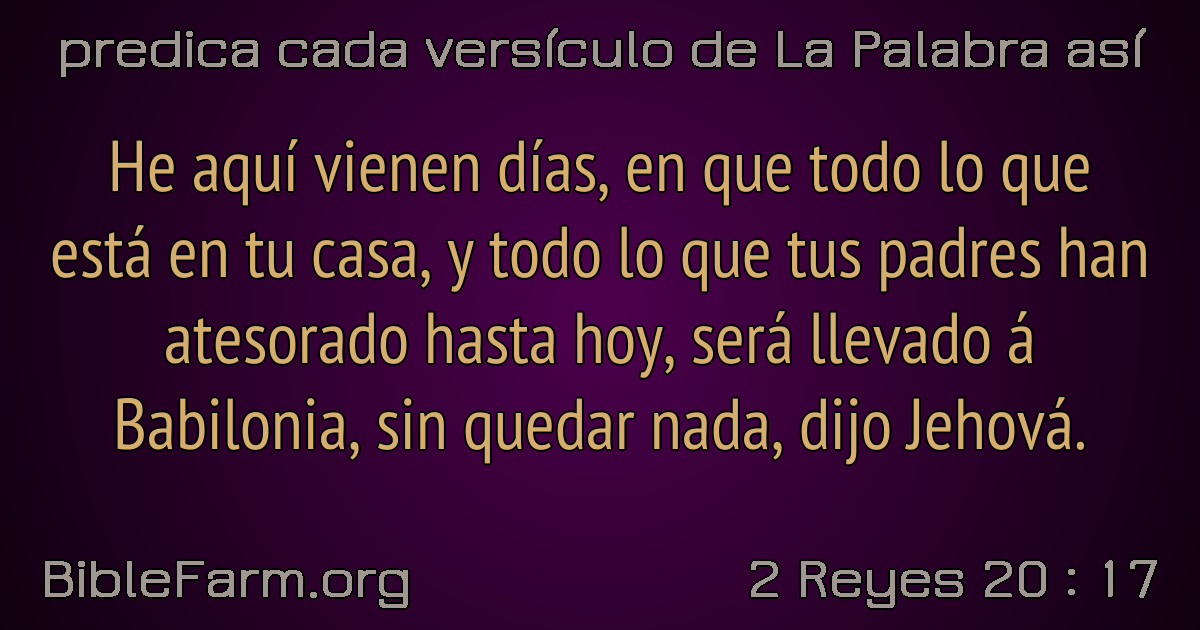 predica cada versículo de La Palabra así
He aquí vienen días, en que todo lo que
está en tu casa, y todo lo que tus padres han
atesorado hasta hoy, será llevado á
Babilonia, sin quedar nada, dijo Jehová.
BibleFarm.org
2 Reyes 20 : 17